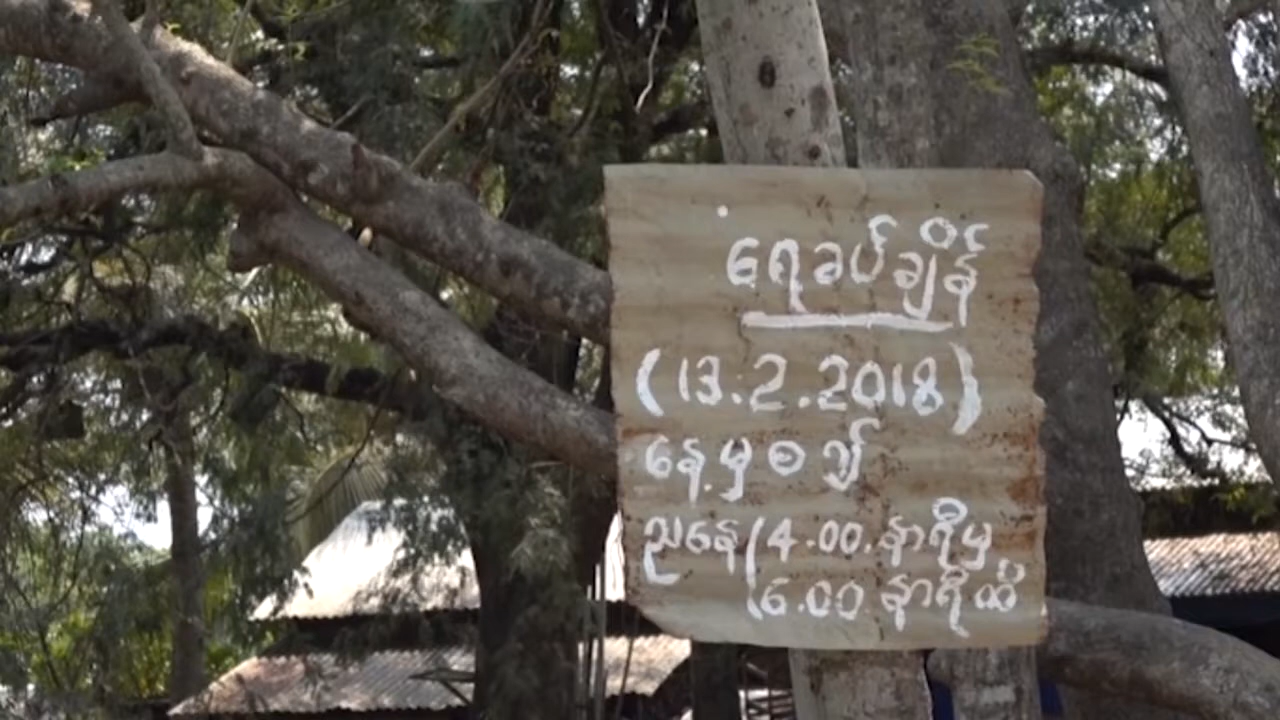 ရေခပ်ချိန်
(13.2.2018)
နေ့မှစ၍
ညနေ(4.00.နာရီမှ
6.00 နာရီထိ